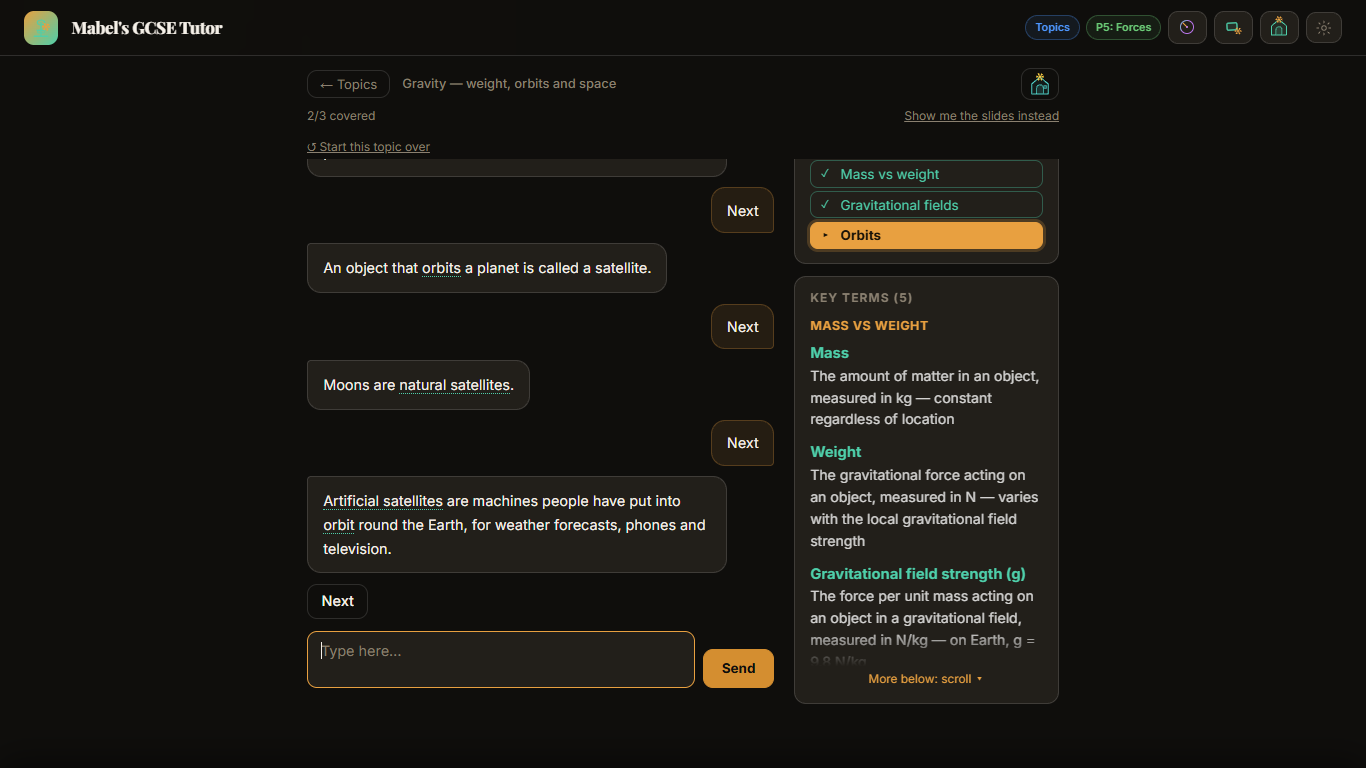 Mabel's GCSE Tutor
Topics
P5: Forces
← Topics
Gravity — weight, orbits and space
2/3 covered
Show me the slides instead
↺ Start this topic over
Next
An object that orbits a planet is called a satellite.
Next
Moons are natural satellites.
Next
Artificial satellites are machines people have put into
orbit round the Earth, for weather forecasts, phones and
television.
Next
Type here...
Send
✓ Mass vs weight
✓ Gravitational fields
▸ Orbits
KEY TERMS (5)
MASS VS WEIGHT
Mass
The amount of matter in an object,
measured in kg — constant
regardless of location
Weight
The gravitational force acting on
an object, measured in N — varies
with the local gravitational field
strength
Gravitational field strength (g)
The force per unit mass acting on
an object in a gravitational field,
measured in N/kg — on Earth, g =
9.8 N/kg
More below: scroll ▾